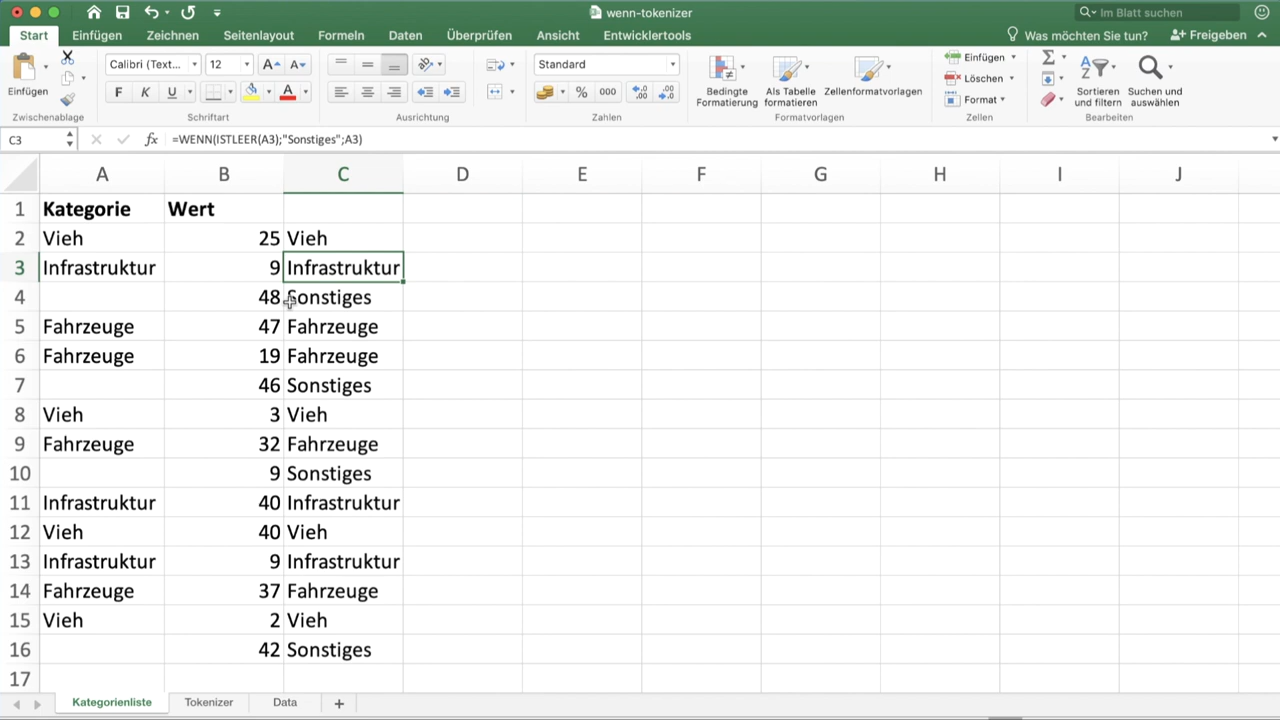 wenn-tokenizer
Im Blatt suchen
Start Einfügen Zeichnen Seitenlayout Formeln Daten Überprüfen Ansicht Entwicklertools
Was möchten Sie tun?
Freigeben
Einfügen
Calibri (Text... 12
A A
F K U A
Standard
% 000
Bedingte Formatierung
Als Tabelle formatieren
Zellenformatvorlagen
Einfügen
Löschen
Format
Sortieren und filtern
Suchen und auswählen
Zwischenablage Schriftart Ausrichtung Zahlen Formatvorlagen Zellen Bearbeiten
C3 fx =WENN(ISTLEER(A3);"Sonstiges";A3)
A B C D E F G H I J
1 Kategorie Wert
2 Vieh 25 Vieh
3 Infrastruktur 9 Infrastruktur
4 48 Sonstiges
5 Fahrzeuge 47 Fahrzeuge
6 Fahrzeuge 19 Fahrzeuge
7 46 Sonstiges
8 Vieh 3 Vieh
9 Fahrzeuge 32 Fahrzeuge
10 9 Sonstiges
11 Infrastruktur 40 Infrastruktur
12 Vieh 40 Vieh
13 Infrastruktur 9 Infrastruktur
14 Fahrzeuge 37 Fahrzeuge
15 Vieh 2 Vieh
16 42 Sonstiges
17
Kategorienliste Tokenizer Data +